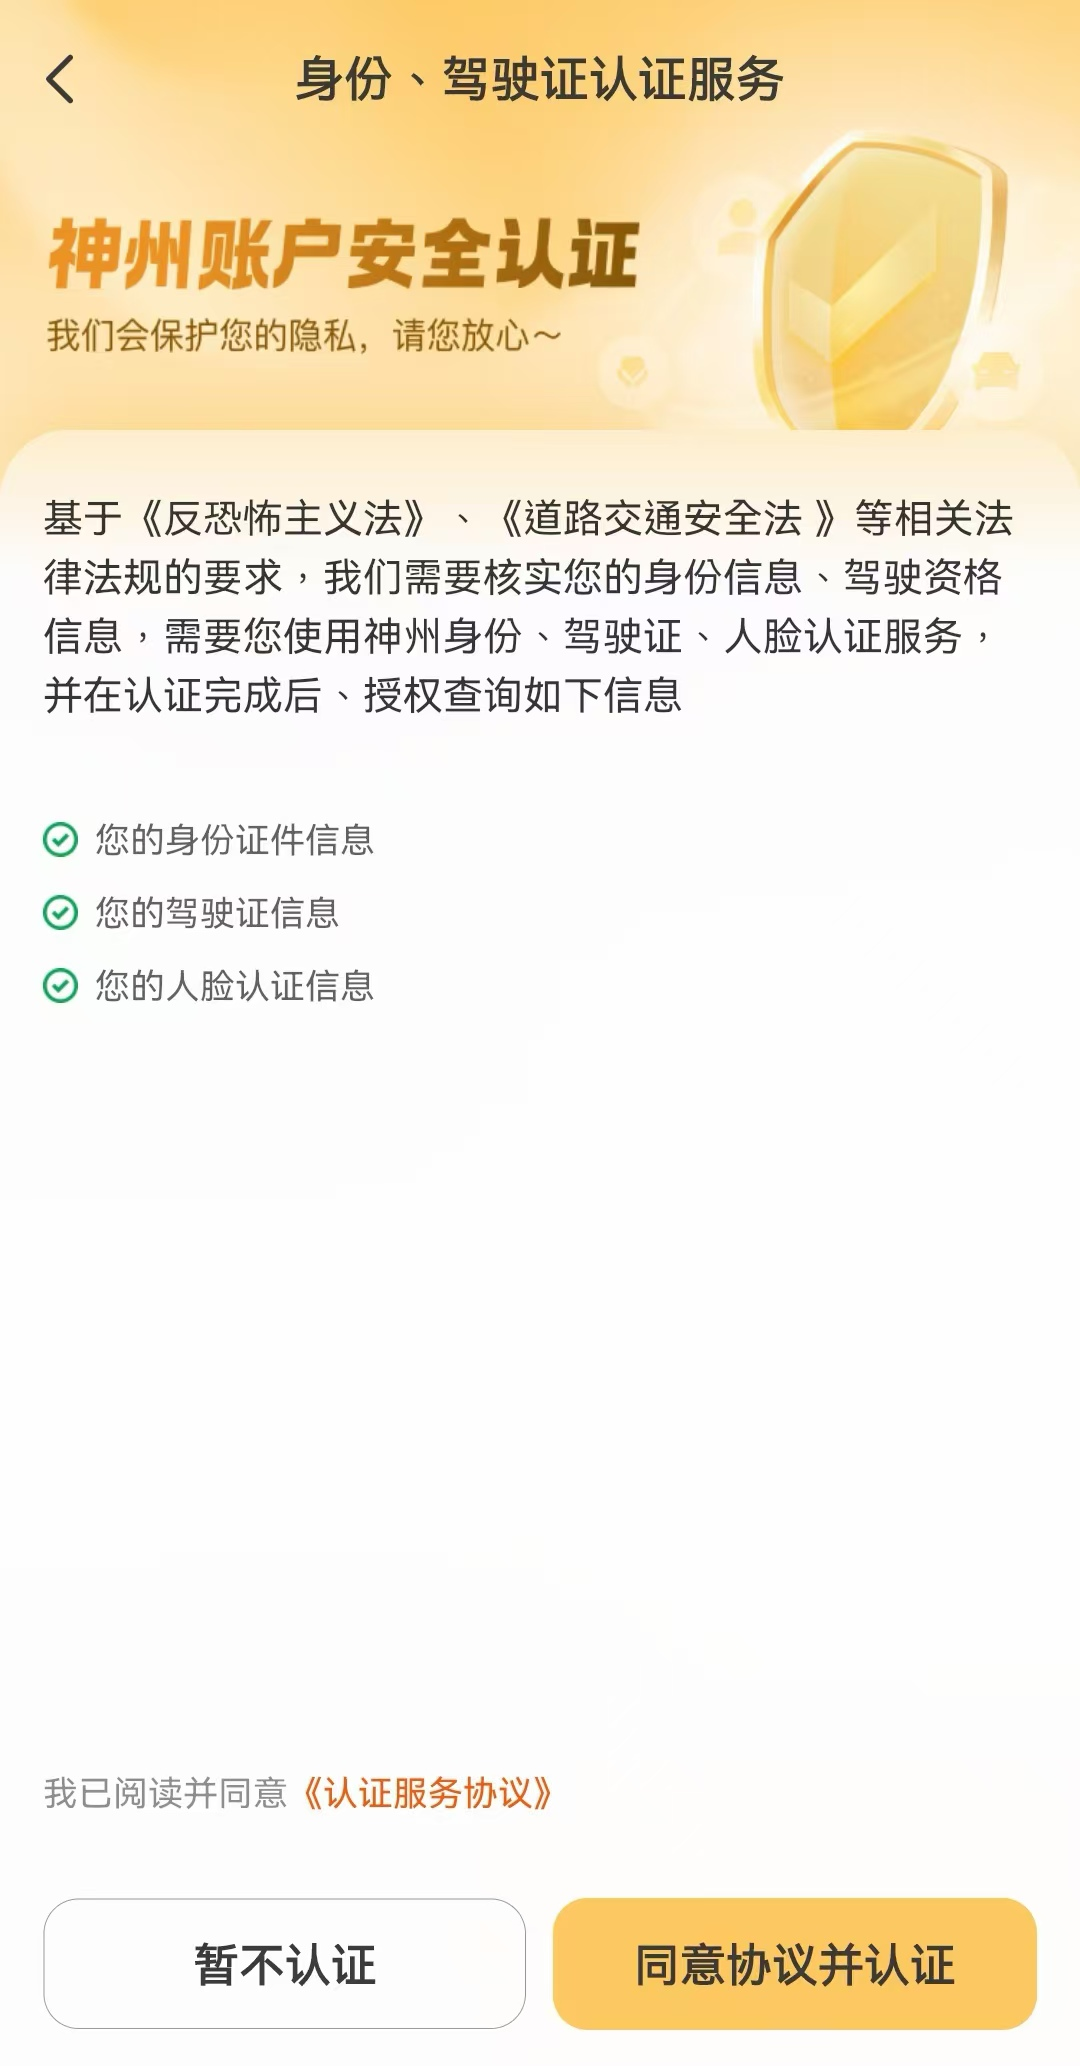 身份、驾驶证认证服务
神州账户安全认证
我们会保护您的隐私，请您放心～
基于《反恐怖主义法》、《道路交通安全法 》等相关法
律法规的要求，我们需要核实您的身份信息、驾驶资格
信息，需要您使用神州身份、驾驶证、人脸认证服务，
并在认证完成后、授权查询如下信息
您的身份证件信息
您的驾驶证信息
您的人脸认证信息
我已阅读并同意《认证服务协议》
暂不认证
同意协议并认证